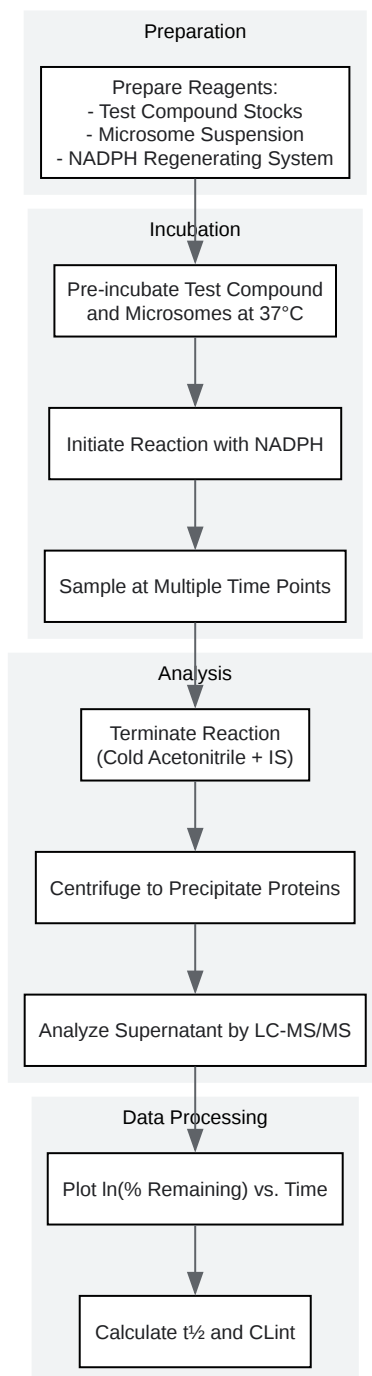 Preparation
Prepare Reagents:
- Test Compound Stocks
- Microsome Suspension
- NADPH Regenerating System
Incubation
Pre-incubate Test Compound
and Microsomes at 37°C
Initiate Reaction with NADPH
Sample at Multiple Time Points
Analysis
Terminate Reaction
(Cold Acetonitrile + IS)
Centrifuge to Precipitate Proteins
Analyze Supernatant by LC-MS/MS
Data Processing
Plot ln(% Remaining) vs. Time
Calculate t½ and CLint